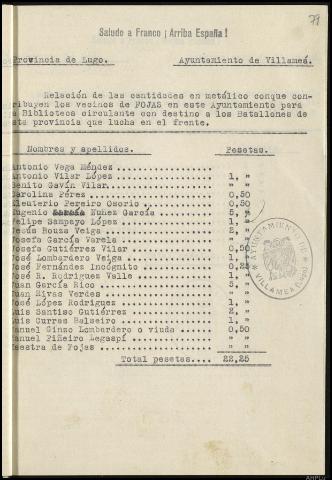 79
Saludo a Franco ¡ Arriba España !
Provincia de Lugo. Ayuntamiento de Villameá.
Relación de las cantidades en metálico conque con-
tribuyen los vecinos de FOJAS en este Ayuntamiento para
la Biblioteca circulante con destino a los Batallones de
esta provincia que lucha en el frente.
Nombres y apellidos. Pesetas.
Antonio Vega Méndez
Antonio Vilar López 1, "
Benito Gavín Vilar " "
Carolina Pérez 0,50
Eleuterio Pereiro Osorio 0,50
Eugenio García Nuñez García 5, "
Felipe Sampayo López 1, "
Jesús Bouza Veiga 2, "
Josefa García Varela " "
Josefa Gutiérrez Vilar 0,50
José Lombardero Veiga 1, "
José Fernández Incógnito 0,25
José R. Rodríguez Valle 1, "
Juan García Rico 5, "
Juan Rivas Verdes " "
José López Rodríguez 1, "
Luis Santiso Gutiérrez 2, "
Luis Curras Balseiro 1, "
Manuel Ginzo Lombardero o viuda 0,50
Manuel Piñeiro Legaspi " "
Maestra de Fojas " "
Total pesetas.... 22,25
AYUNTAMIENTO DE VILLAMEA (Lugo)
AHPLU